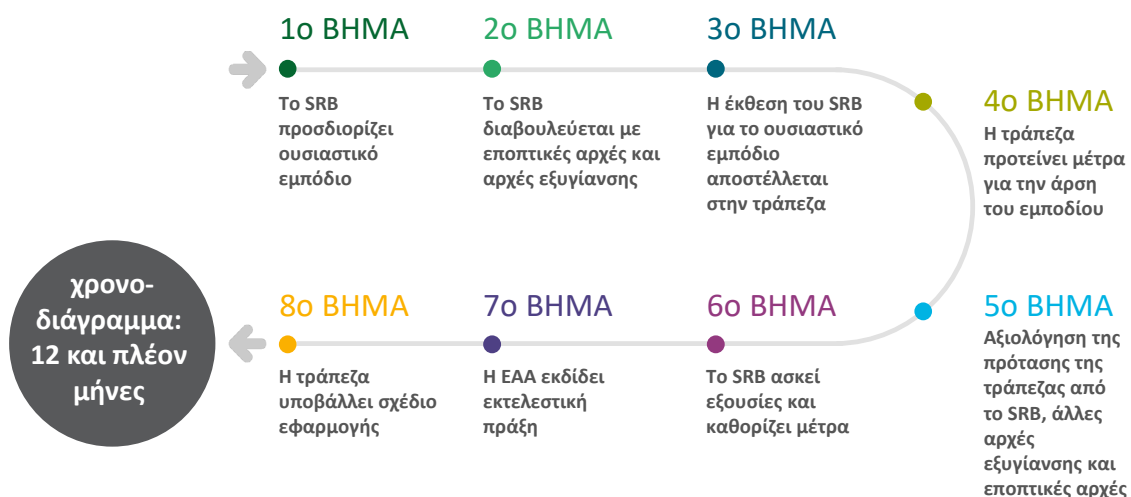 1ο ΒΗΜΑ
Το SRB
προσδιορίζει
ουσιαστικό
εμπόδιο
2ο ΒΗΜΑ
Το SRB
διαβουλεύεται με
εποπτικές αρχές και
αρχές εξυγίανσης
3ο ΒΗΜΑ
Η έκθεση του SRB
για το ουσιαστικό
εμπόδιο
αποστέλλεται
στην τράπεζα
4ο ΒΗΜΑ
Η τράπεζα
προτείνει μέτρα
για την άρση
του εμποδίου
5ο ΒΗΜΑ
Αξιολόγηση της
πρότασης της
τράπεζας από
το SRB, άλλες
αρχές
εξυγίανσης και
εποπτικές αρχές
6ο ΒΗΜΑ
Το SRB ασκεί
εξουσίες και
καθορίζει μέτρα
7ο ΒΗΜΑ
Η ΕΑΑ εκδίδει
εκτελεστική
πράξη
8ο ΒΗΜΑ
Η τράπεζα
υποβάλλει σχέδιο
εφαρμογής
χρονο-
διάγραμμα:
12 και πλέον
μήνες